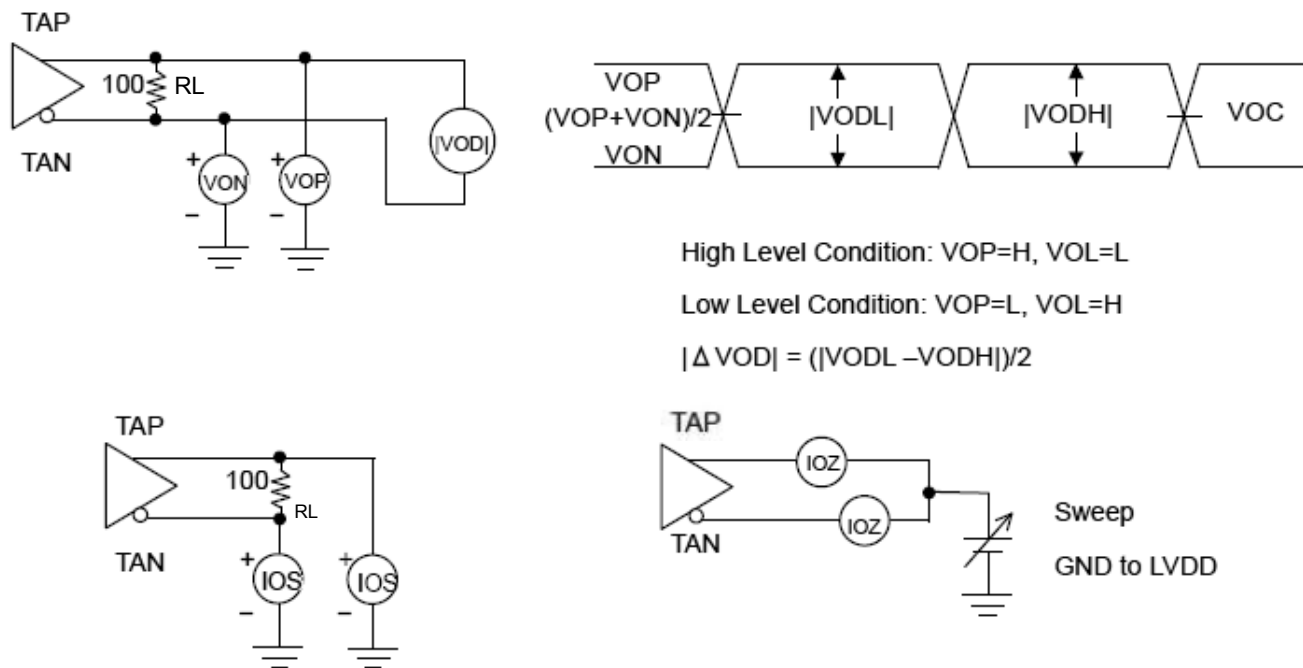 TAP
100 RL
TAN
+ VON −
+ VOP −
|VOD|
VOP
(VOP+VON)/2
VON
|VODL|
|VODH|
VOC
High Level Condition: VOP=H, VOL=L
Low Level Condition: VOP=L, VOL=H
|Δ VOD| = (|VODL –VODH|)/2
TAP
100
RL
TAN
+ IOS −
+ IOS −
TAP
IOZ
IOZ
TAN
Sweep
GND to LVDD